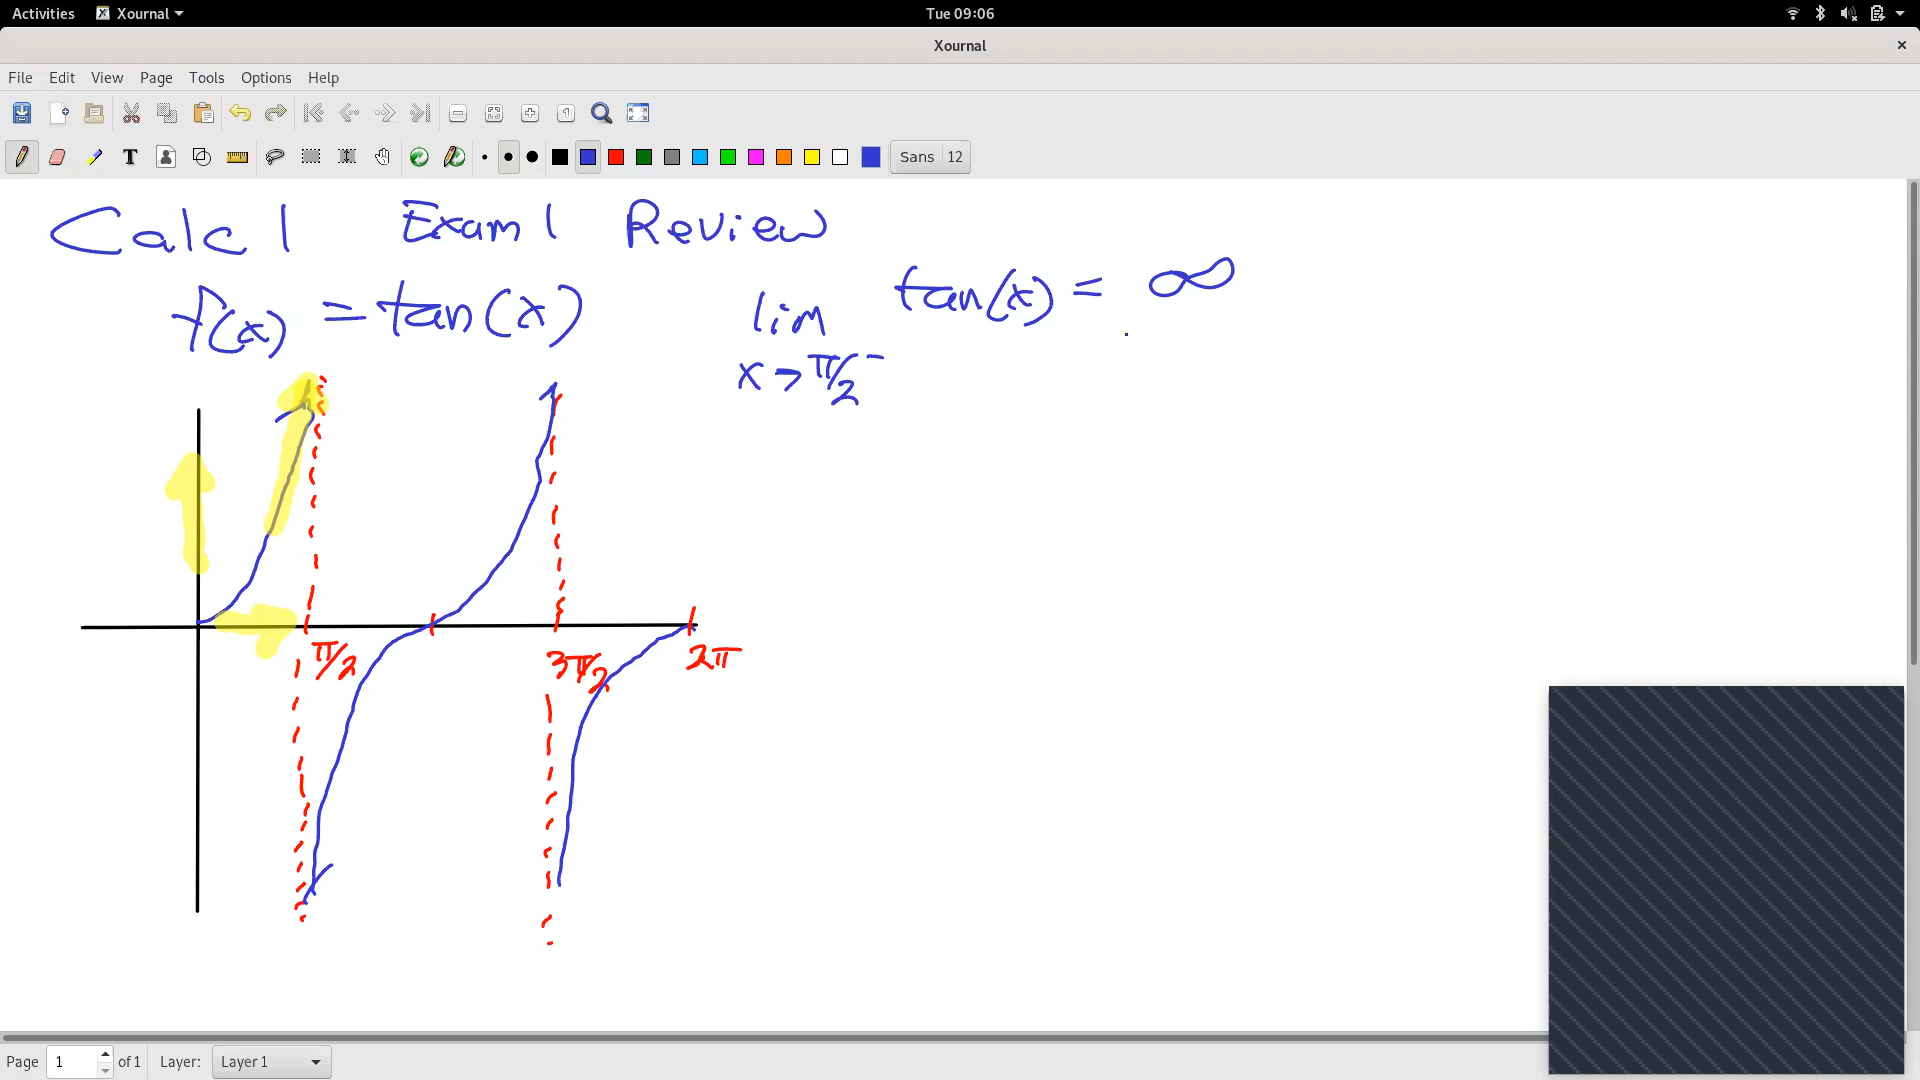 Activities Xournal Tue 09:06
Xournal
File Edit View Page Tools Options Help
Sans 12
Calc 1 Exam 1 Review
f(x) = tan(x)
lim tan(x) = ∞
x→π/2⁻
π/2 3π/2 2π
Page 1 of 1 Layer: Layer 1